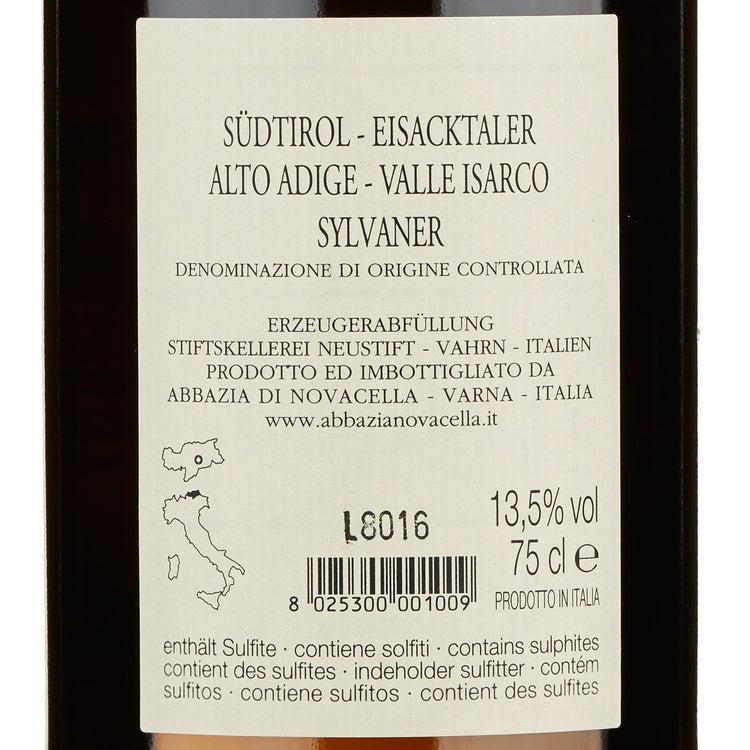 SÜDTIROL - EISACKTALER
ALTO ADIGE - VALLE ISARCO
SYLVANER
DENOMINAZIONE DI ORIGINE CONTROLLATA
ERZEUGERABFÜLLUNG
STIFTSKELLEREI NEUSTIFT - VAHRN - ITALIEN
PRODOTTO ED IMBOTTIGLIATO DA
ABBAZIA DI NOVACELLA - VARNA - ITALIA
www.abbazianovacella.it
L8016
13,5% vol
75 cl e
8 025300 001009
PRODOTTO IN ITALIA
enthält Sulfite · contiene solfiti · contains sulphites
contient des sulfites · indeholder sulfitter · contém
sulfitos · contiene sulfitos · contient des sulfites